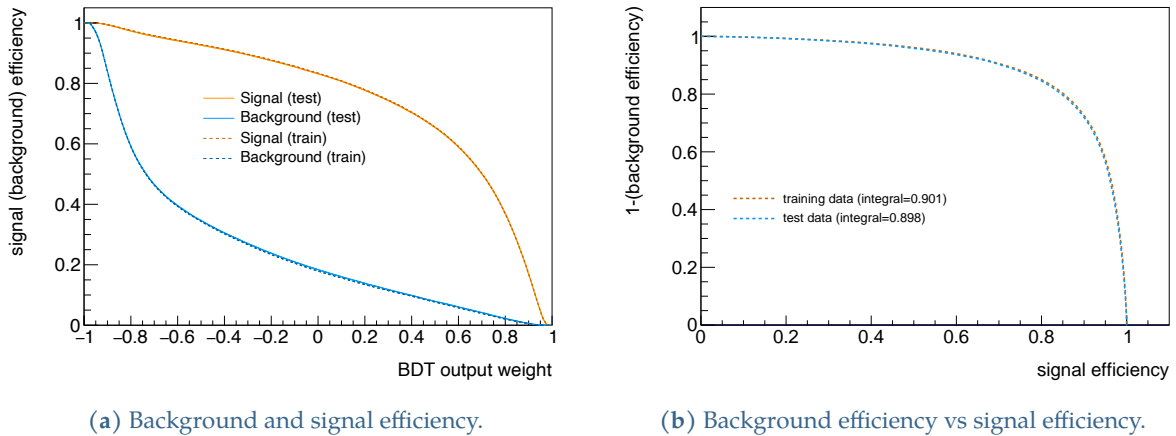 signal (background) efficiency
1
0.8
0.6
0.4
0.2
0
Signal (test)
Background (test)
Signal (train)
Background (train)
−1 −0.8 −0.6 −0.4 −0.2 0 0.2 0.4 0.6 0.8 1
BDT output weight
(a) Background and signal efficiency.
1-(background efficiency)
1
0.8
0.6
0.4
0.2
0
training data (integral=0.901)
test data (integral=0.898)
0 0.2 0.4 0.6 0.8 1
signal efficiency
(b) Background efficiency vs signal efficiency.